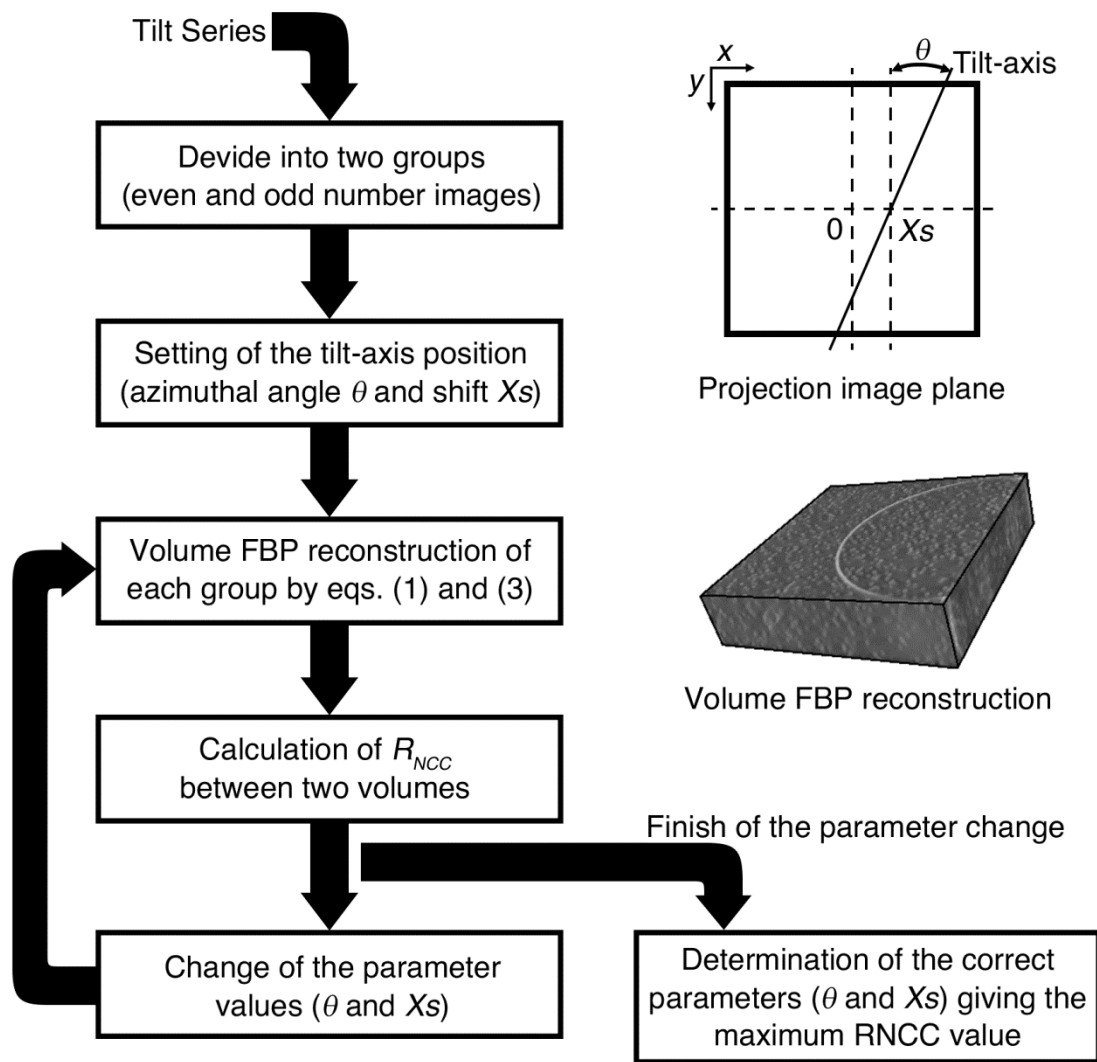 Tilt Series
Devide into two groups
(even and odd number images)
Setting of the tilt-axis position
(azimuthal angle θ and shift Xs)
Volume FBP reconstruction of
each group by eqs. (1) and (3)
Calculation of R_NCC
between two volumes
Change of the parameter
values (θ and Xs)
x
y
θ
Tilt-axis
0
Xs
Projection image plane
Volume FBP reconstruction
Finish of the parameter change
Determination of the correct
parameters (θ and Xs) giving the
maximum RNCC value